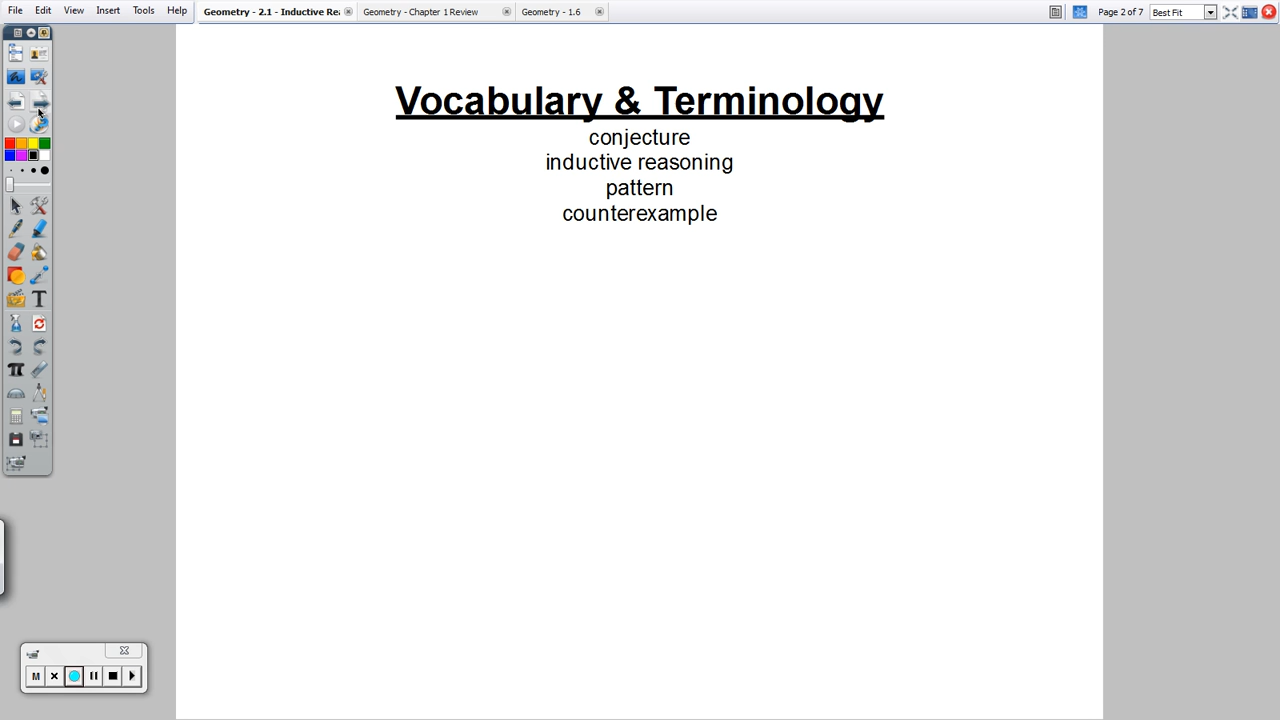 File Edit View Insert Tools Help
Geometry - 2.1 - Inductive Rea
Geometry - Chapter 1 Review
Geometry - 1.6
Page 2 of 7
Best Fit
Vocabulary & Terminology
conjecture
inductive reasoning
pattern
counterexample
T
M